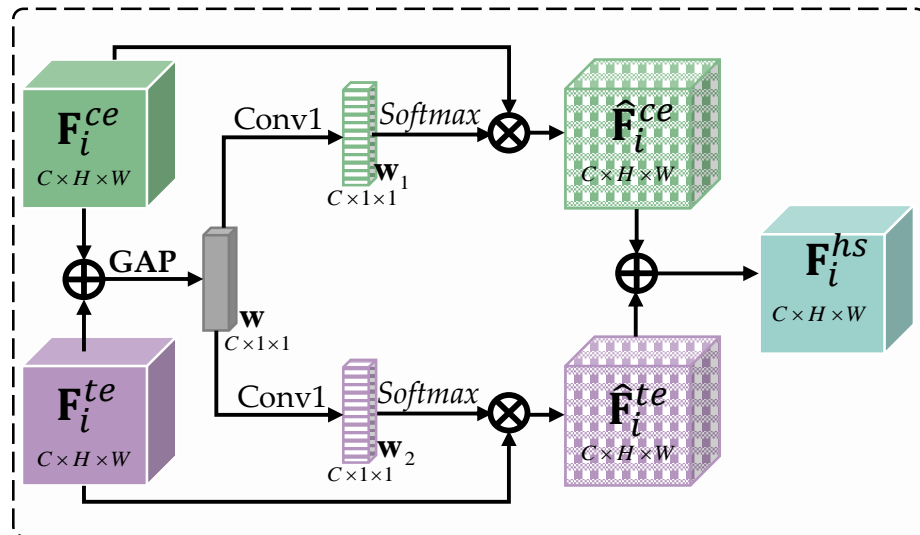 F_i^{ce}
C × H × W
Conv1
w_1
C × 1 × 1
Softmax
F̂_i^{ce}
C × H × W
GAP
w
C × 1 × 1
F_i^{hs}
C × H × W
F_i^{te}
C × H × W
Conv1
w_2
C × 1 × 1
Softmax
F̂_i^{te}
C × H × W